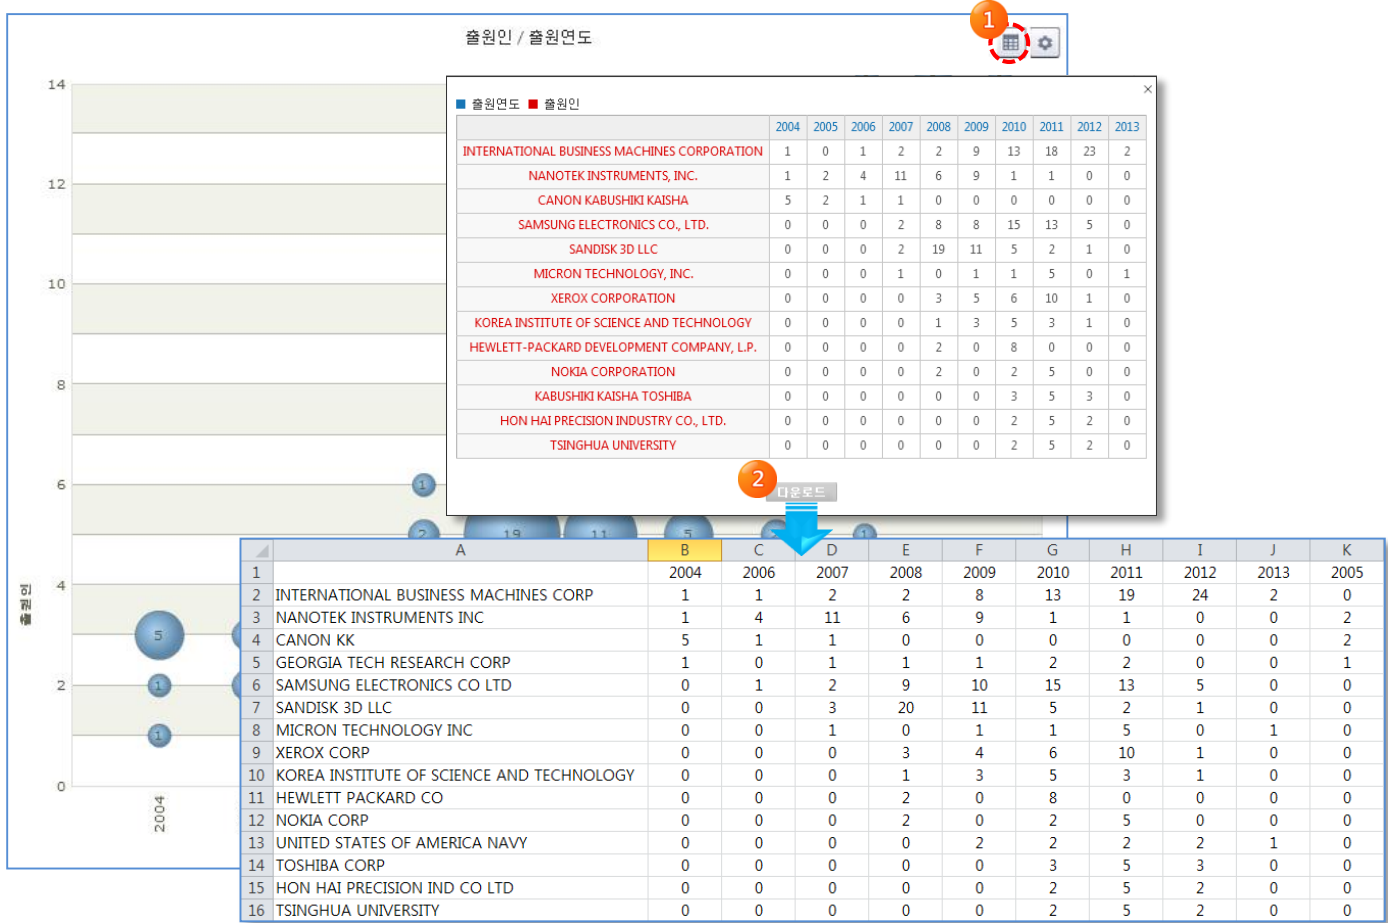 출원인 / 출원연도
1
14
12
10
8
6
4
2
0
출원인
2004
1
2
19
11
5
1
5
1
1
×
출원연도 출원인
2004 2005 2006 2007 2008 2009 2010 2011 2012 2013
INTERNATIONAL BUSINESS MACHINES CORPORATION 1 0 1 2 2 9 13 18 23 2
NANOTEK INSTRUMENTS, INC. 1 2 4 11 6 9 1 1 0 0
CANON KABUSHIKI KAISHA 5 2 1 1 0 0 0 0 0 0
SAMSUNG ELECTRONICS CO., LTD. 0 0 0 2 8 8 15 13 5 0
SANDISK 3D LLC 0 0 0 2 19 11 5 2 1 0
MICRON TECHNOLOGY, INC. 0 0 0 1 0 1 1 5 0 1
XEROX CORPORATION 0 0 0 0 3 5 6 10 1 0
KOREA INSTITUTE OF SCIENCE AND TECHNOLOGY 0 0 0 0 1 3 5 3 1 0
HEWLETT-PACKARD DEVELOPMENT COMPANY, L.P. 0 0 0 0 2 0 8 0 0 0
NOKIA CORPORATION 0 0 0 0 2 0 2 5 0 0
KABUSHIKI KAISHA TOSHIBA 0 0 0 0 0 0 3 5 3 0
HON HAI PRECISION INDUSTRY CO., LTD. 0 0 0 0 0 0 2 5 2 0
TSINGHUA UNIVERSITY 0 0 0 0 0 0 2 5 2 0
2
다운로드
A B C D E F G H I J K
1 2004 2006 2007 2008 2009 2010 2011 2012 2013 2005
2 INTERNATIONAL BUSINESS MACHINES CORP 1 1 2 2 8 13 19 24 2 0
3 NANOTEK INSTRUMENTS INC 1 4 11 6 9 1 1 0 0 2
4 CANON KK 5 1 1 0 0 0 0 0 0 2
5 GEORGIA TECH RESEARCH CORP 1 0 1 1 1 2 2 0 0 1
6 SAMSUNG ELECTRONICS CO LTD 0 1 2 9 10 15 13 5 0 0
7 SANDISK 3D LLC 0 0 3 20 11 5 2 1 0 0
8 MICRON TECHNOLOGY INC 0 0 1 0 1 1 5 0 1 0
9 XEROX CORP 0 0 0 3 4 6 10 1 0 0
10 KOREA INSTITUTE OF SCIENCE AND TECHNOLOGY 0 0 0 1 3 5 3 1 0 0
11 HEWLETT PACKARD CO 0 0 0 2 0 8 0 0 0 0
12 NOKIA CORP 0 0 0 2 0 2 5 0 0 0
13 UNITED STATES OF AMERICA NAVY 0 0 0 0 2 2 2 2 1 0
14 TOSHIBA CORP 0 0 0 0 0 3 5 3 0 0
15 HON HAI PRECISION IND CO LTD 0 0 0 0 0 2 5 2 0 0
16 TSINGHUA UNIVERSITY 0 0 0 0 0 2 5 2 0 0